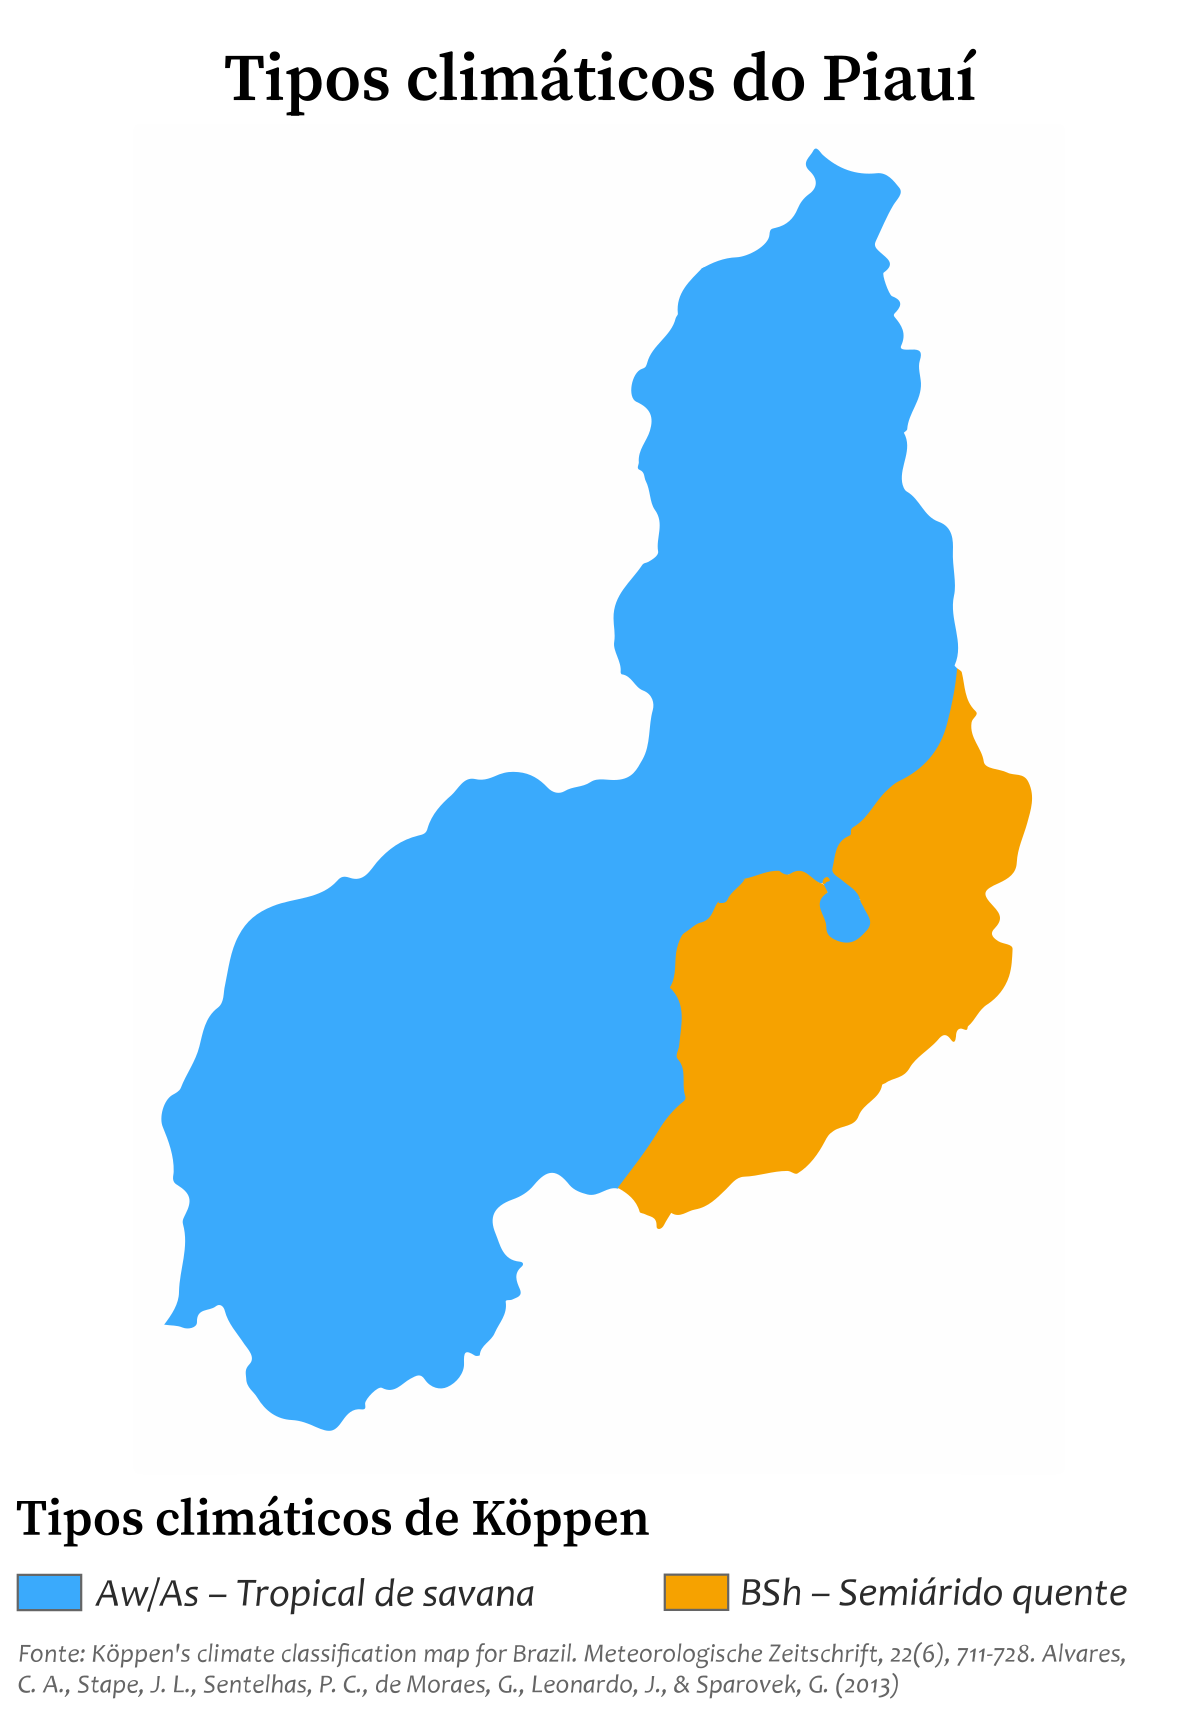 Tipos climáticos do Piauí
Tipos climáticos de Köppen
Aw/As – Tropical de savana
BSh – Semiárido quente
Fonte: Köppen's climate classification map for Brazil. Meteorologische Zeitschrift, 22(6), 711-728. Alvares,
C. A., Stape, J. L., Sentelhas, P. C., de Moraes, G., Leonardo, J., & Sparovek, G. (2013)